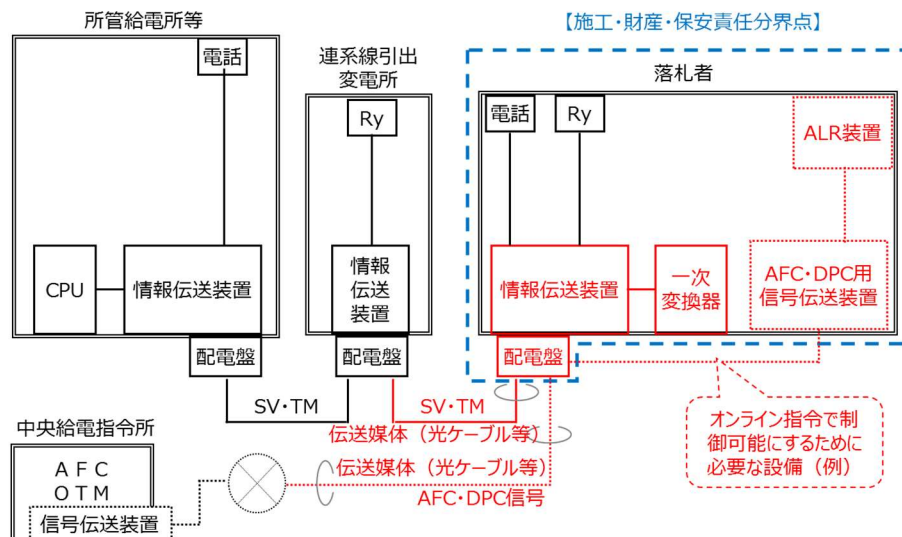 所管給電所等
電話
CPU
情報伝送装置
配電盤
連系線引出
変電所
Ry
情報
伝送
装置
配電盤
【施工・財産・保安責任分界点】
落札者
電話
Ry
ALR装置
情報伝送装置
一次
変換器
AFC・DPC用
信号伝送装置
配電盤
SV・TM
SV・TM
伝送媒体（光ケーブル等）
伝送媒体（光ケーブル等）
AFC・DPC信号
オンライン指令で制
御可能にするために
必要な設備（例）
中央給電指令所
ＡＦＣ
ＯＴＭ
信号伝送装置